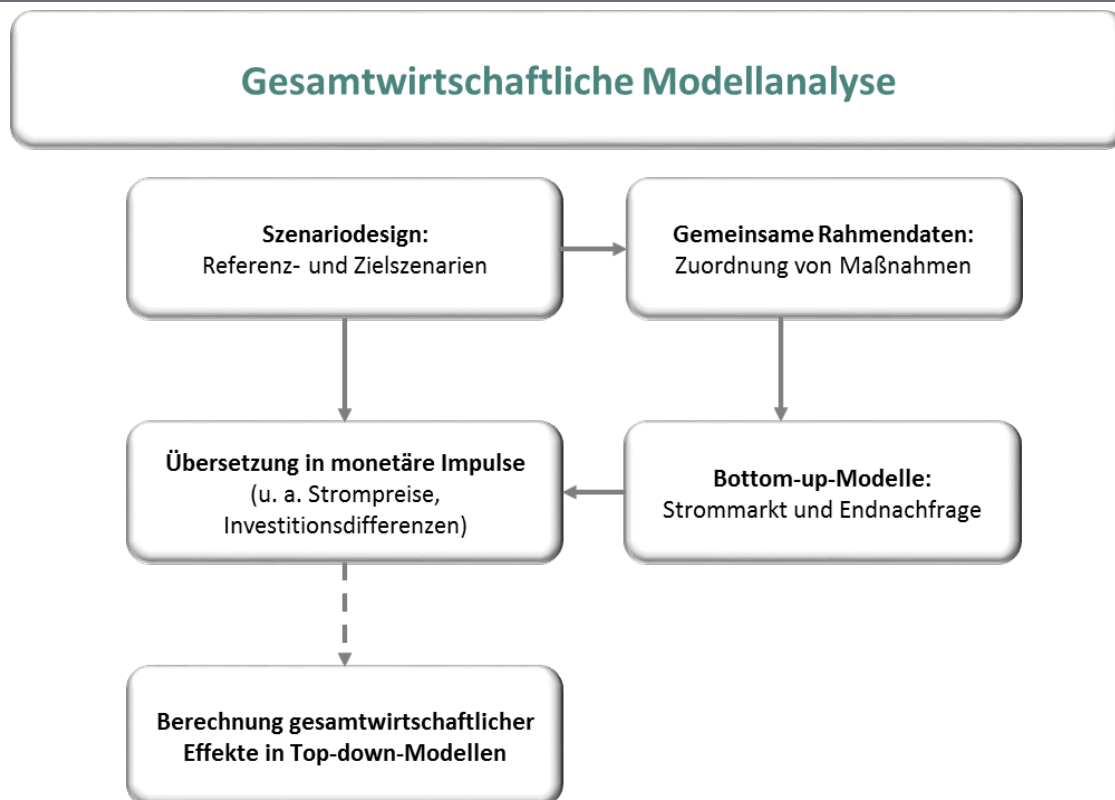 Gesamtwirtschaftliche Modellanalyse
Szenariodesign:
Referenz- und Zielszenarien
Gemeinsame Rahmendaten:
Zuordnung von Maßnahmen
Übersetzung in monetäre Impulse
(u. a. Strompreise,
Investitionsdifferenzen)
Bottom-up-Modelle:
Strommarkt und Endnachfrage
Berechnung gesamtwirtschaftlicher
Effekte in Top-down-Modellen